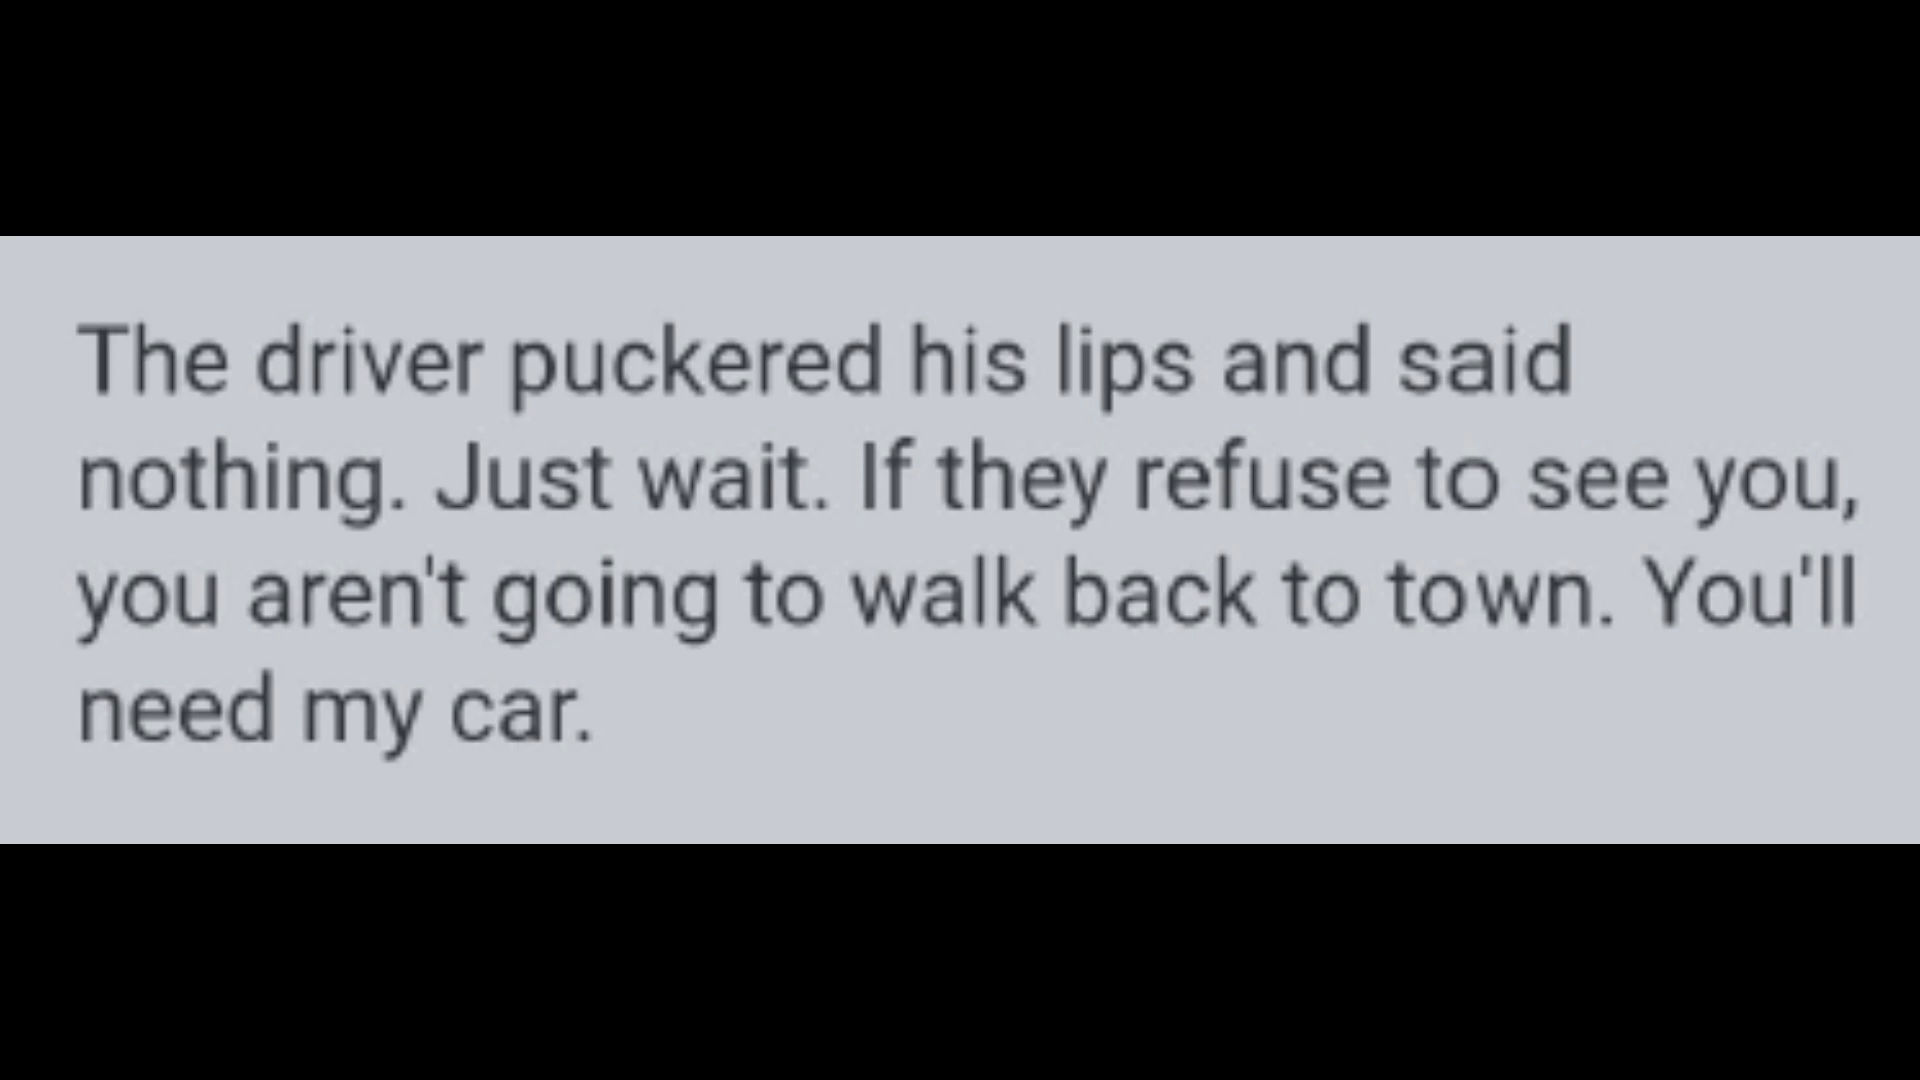 The driver puckered his lips and said
nothing. Just wait. If they refuse to see you,
you aren't going to walk back to town. You'll
need my car.